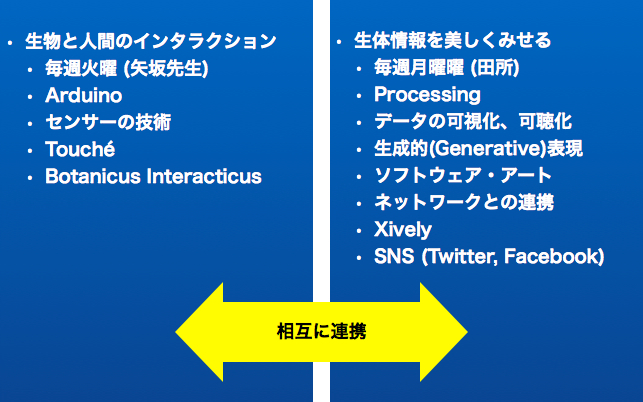 ・生物と人間のインタラクション
・毎週火曜 (矢坂先生)
・Arduino
・センサーの技術
・Touché
・Botanicus Interacticus
・生体情報を美しくみせる
・毎週月曜曜 (田所)
・Processing
・データの可視化、可聴化
・生成的(Generative)表現
・ソフトウェア・アート
・ネットワークとの連携
・Xively
・SNS (Twitter, Facebook)
相互に連携